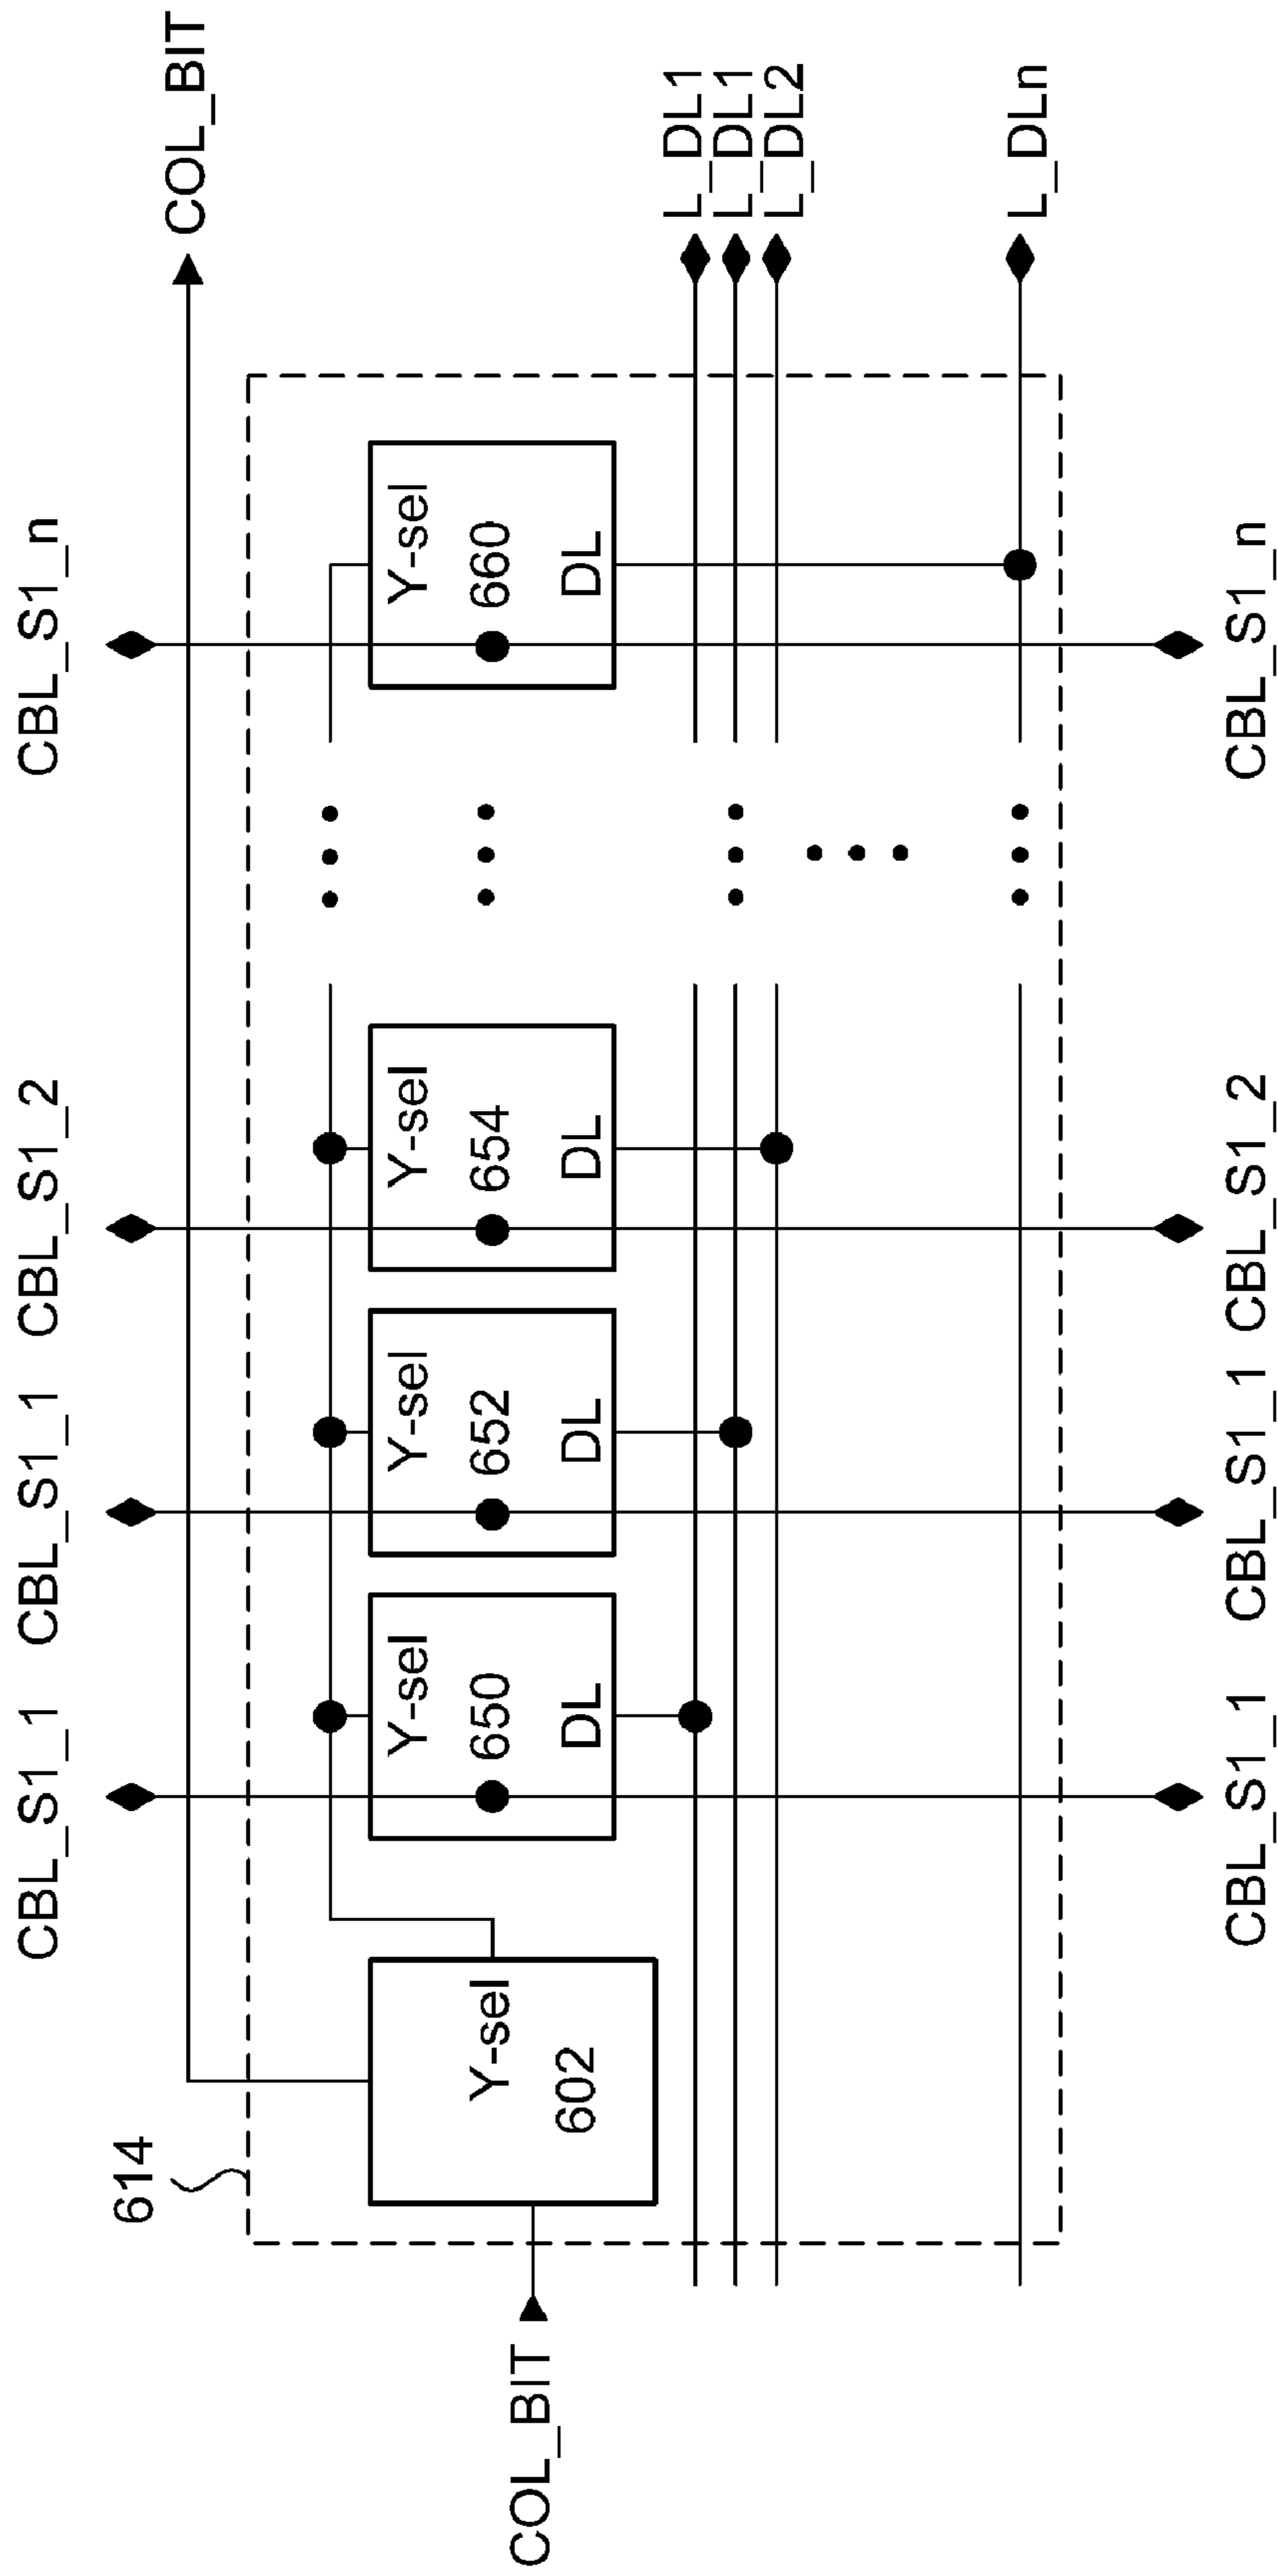 CBL_S1_1 CBL_S1_1 CBL_S1_2 CBL_S1_n
614
COL_BIT
Y-sel Y-sel Y-sel Y-sel
Y-sel
650 652 654 660
COL_BIT
602
DL DL DL DL
L_DL1
L_DL1
L_DL2
L_DLn
CBL_S1_1 CBL_S1_1 CBL_S1_2 CBL_S1_n